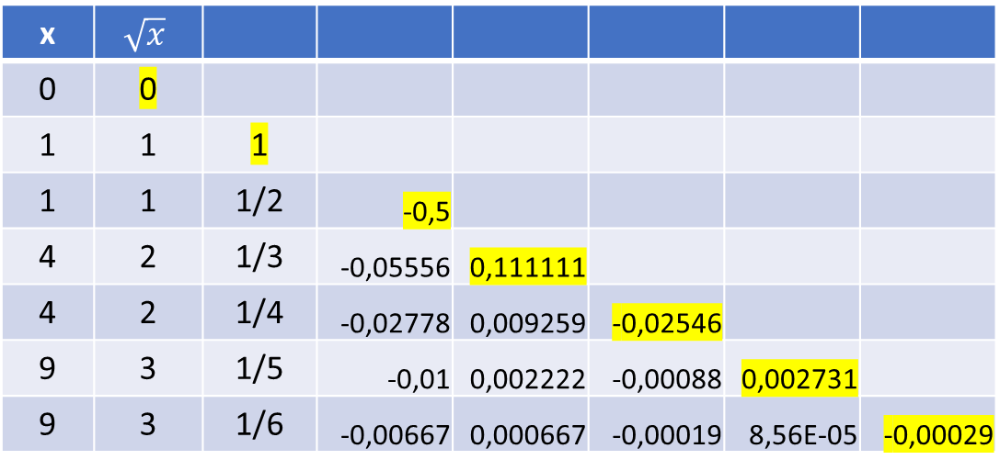 x √x
0 0
1 1 1
1 1 1/2 -0,5
4 2 1/3 -0,05556 0,111111
4 2 1/4 -0,02778 0,009259 -0,02546
9 3 1/5 -0,01 0,002222 -0,00088 0,002731
9 3 1/6 -0,00667 0,000667 -0,00019 8,56E-05 -0,00029